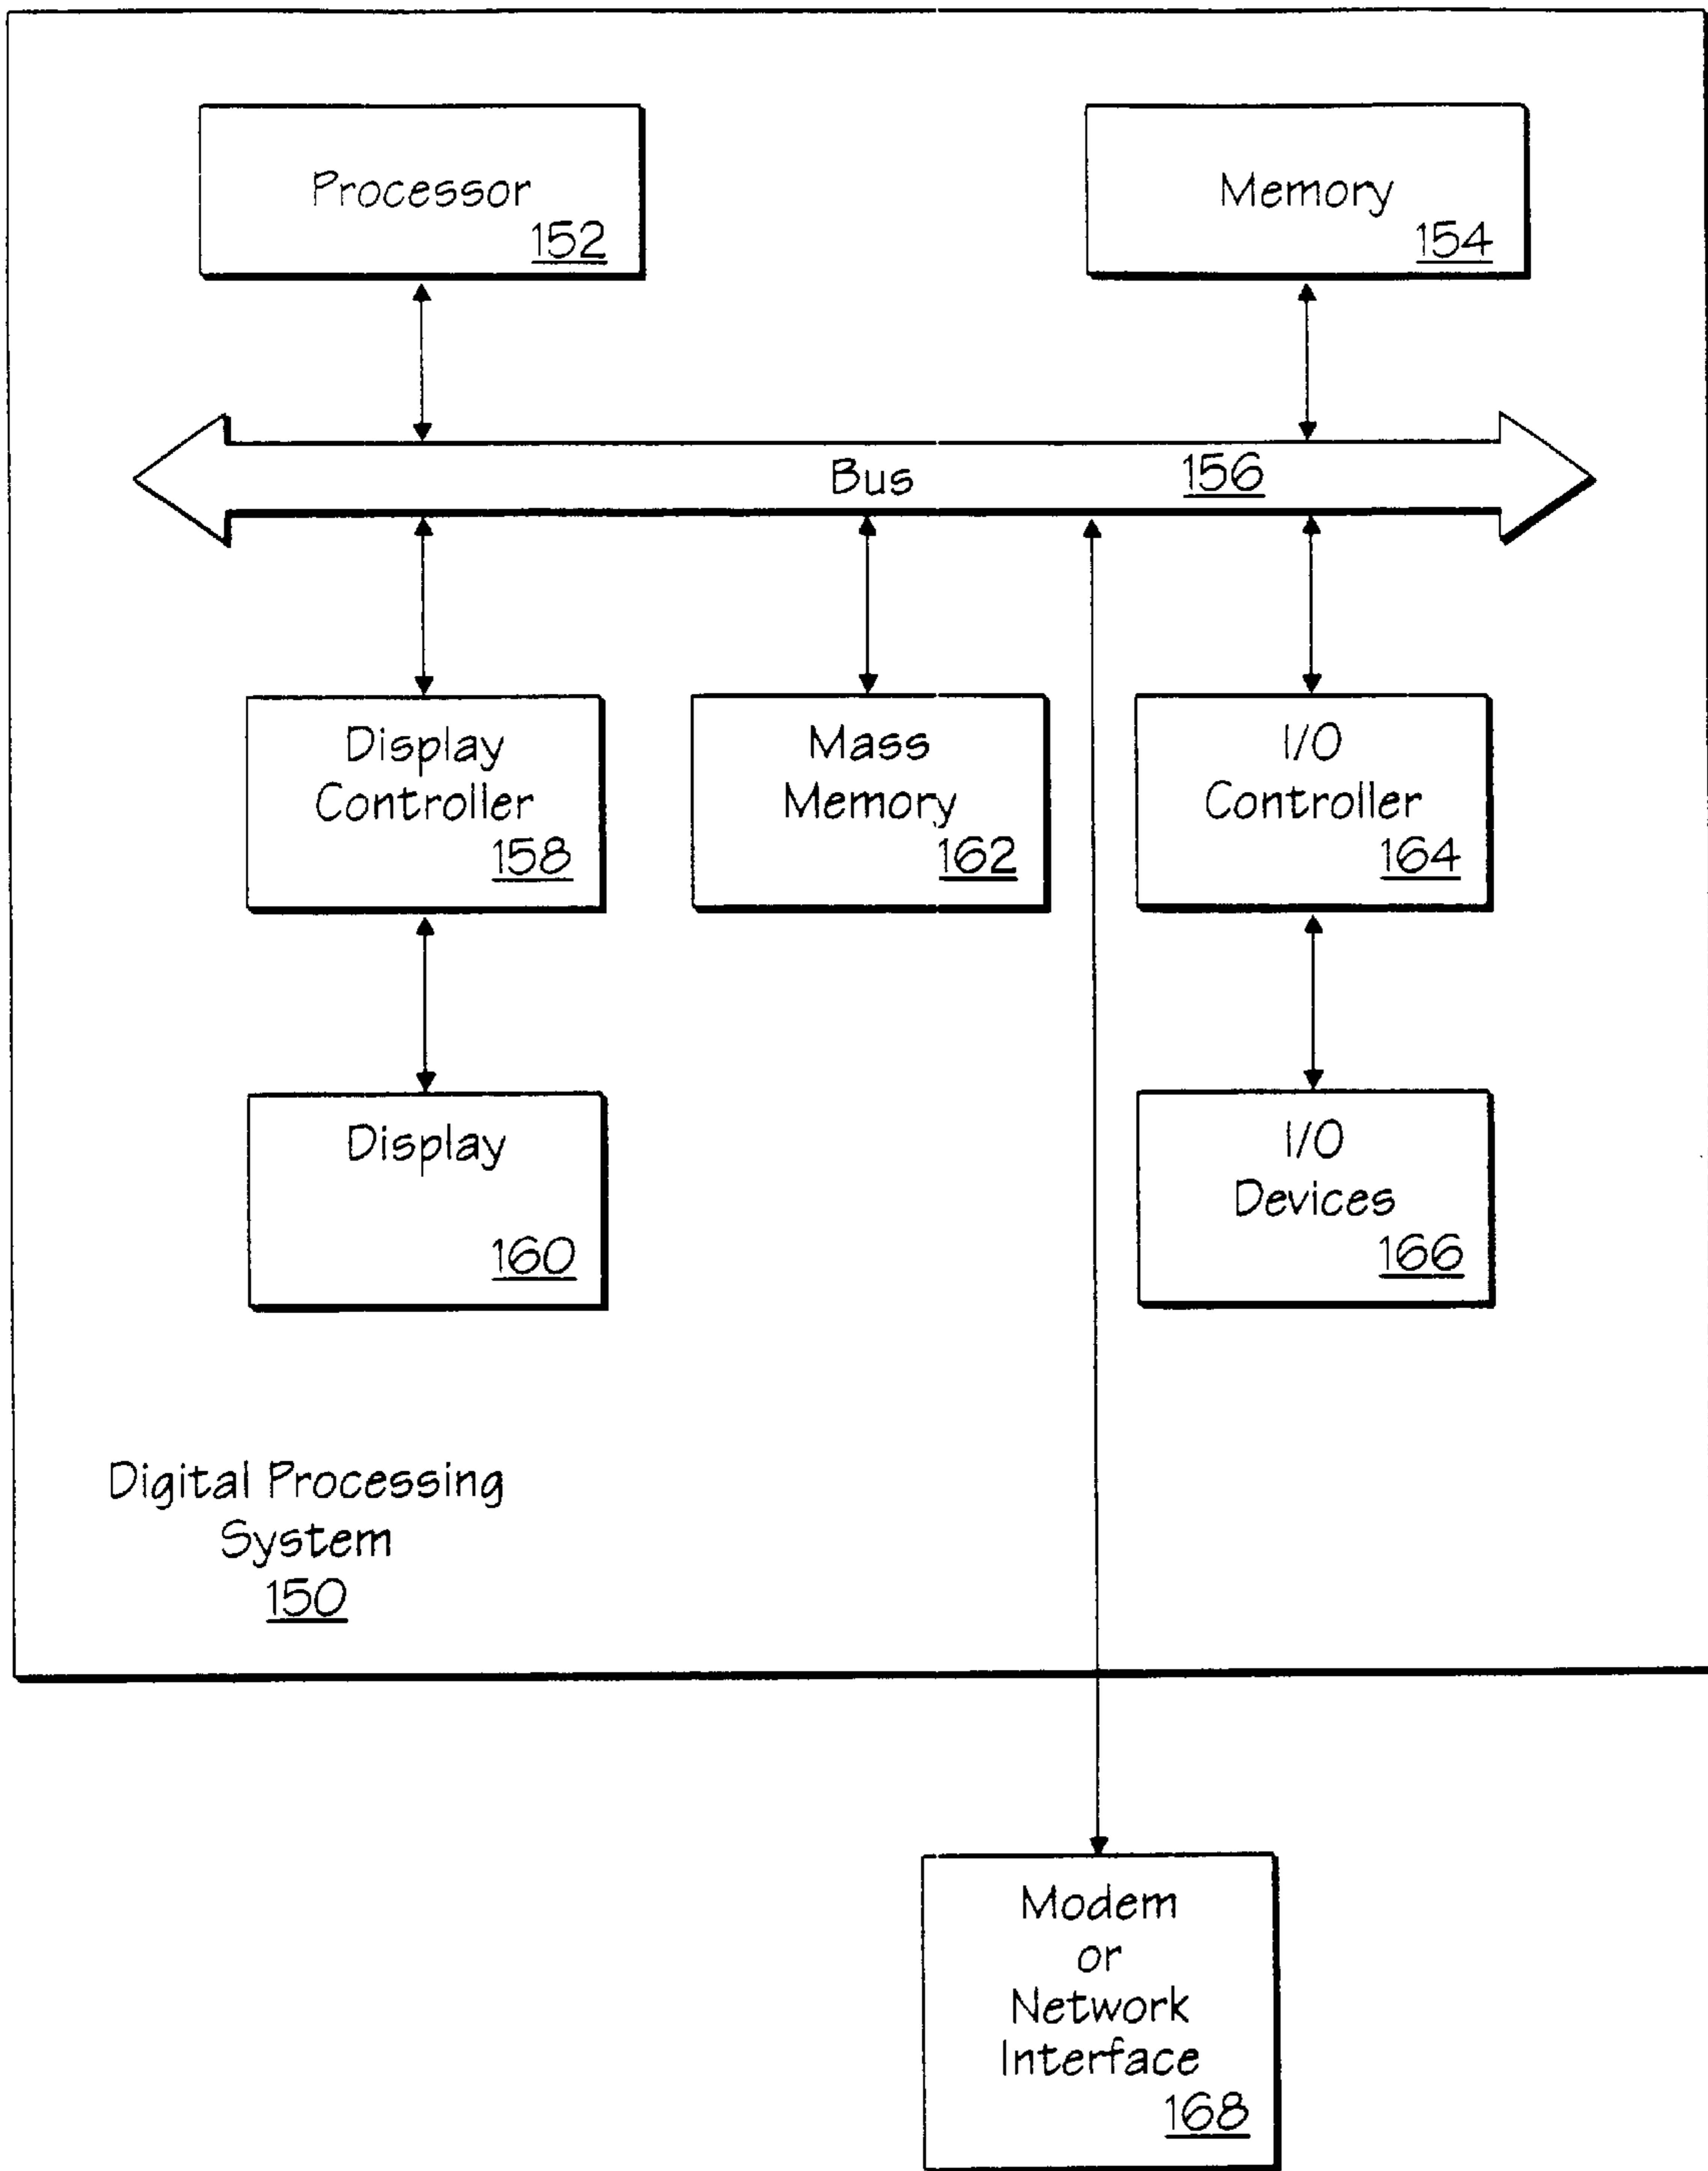 Processor
152
Memory
154
Bus 156
Display
Controller
158
Mass
Memory
162
I/O
Controller
164
Display
160
I/O
Devices
166
Digital Processing
System
150
Modem
or
Network
Interface
168